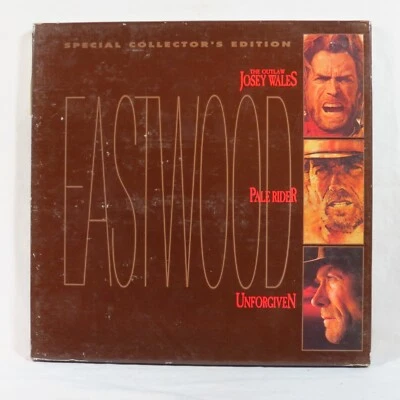 SPECIAL COLLECTOR'S EDITION
THE OUTLAW
JOSEY WALES
EASTWOOD
PALE RIDER
UNFORGIVEN